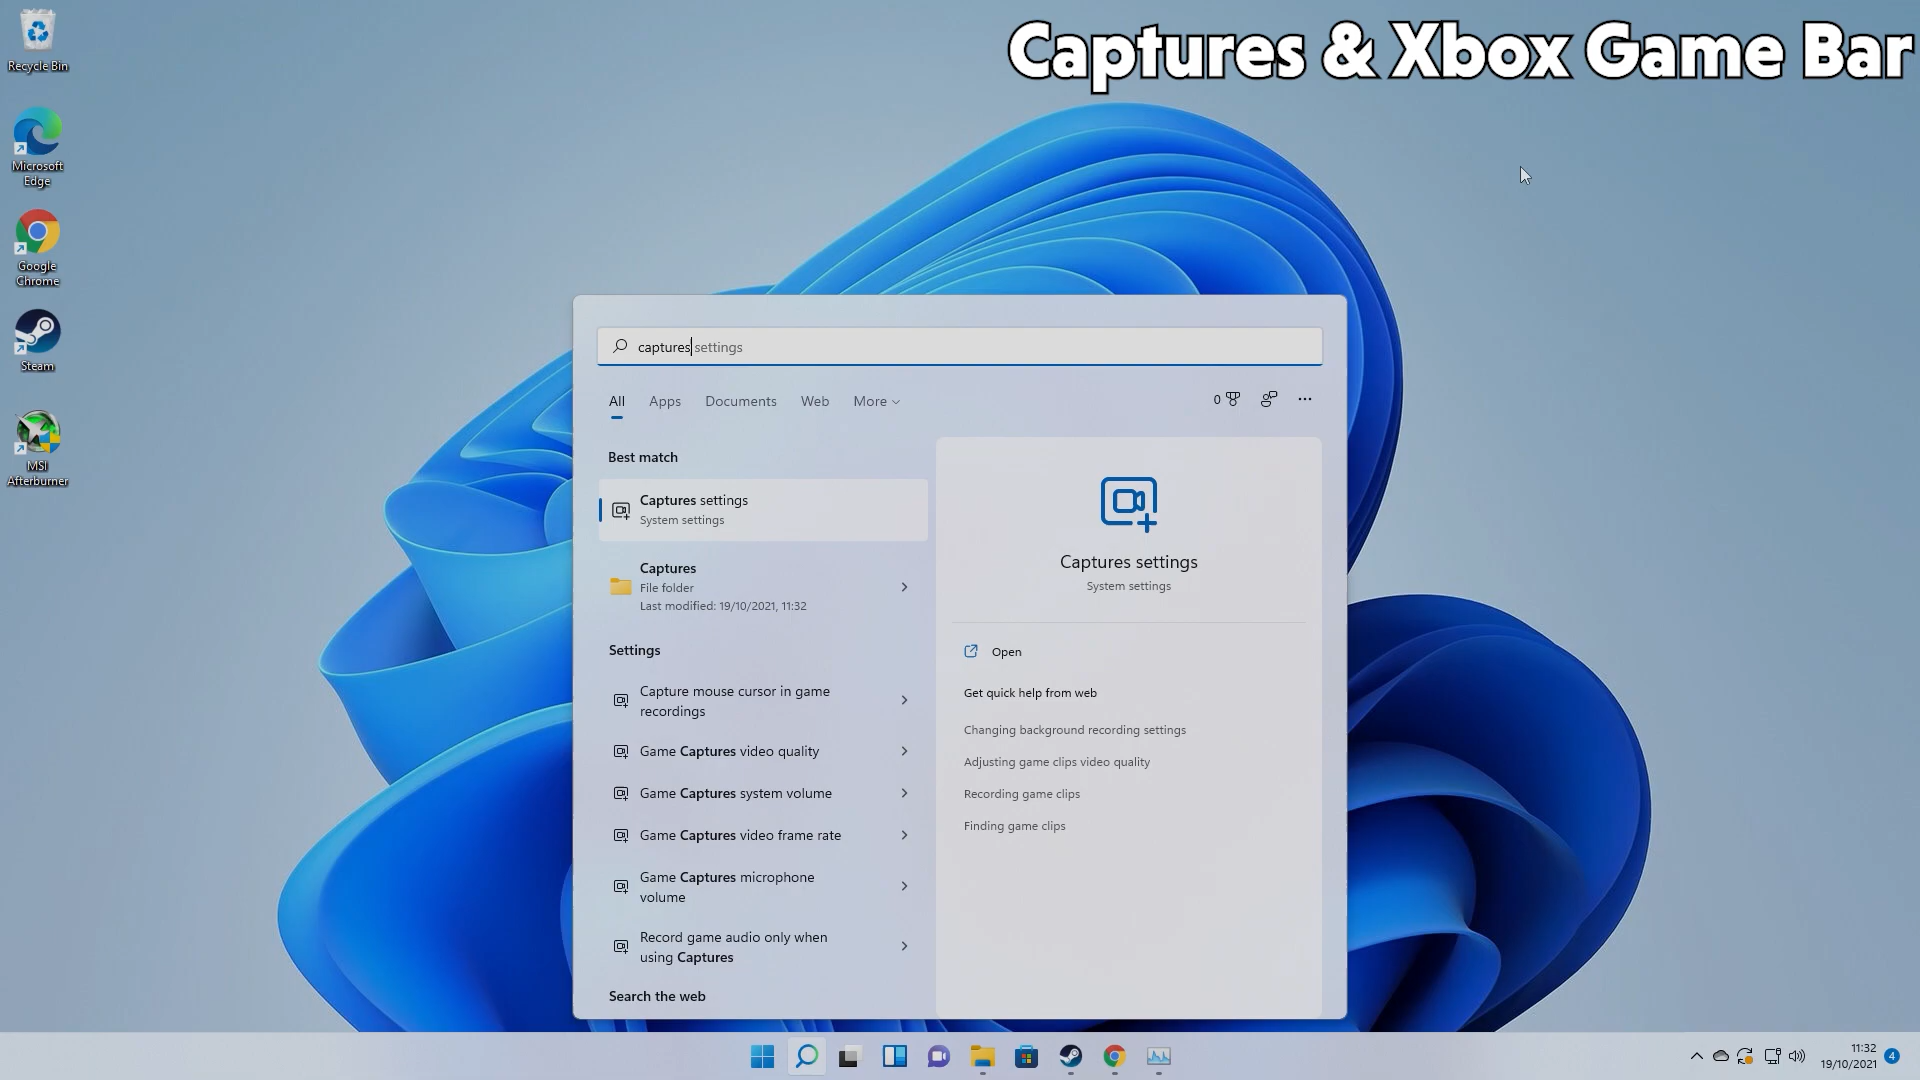 Captures & Xbox Game Bar
Recycle Bin
Microsoft
Edge
Google
Chrome
Steam
MSI
Afterburner
captures settings
All
Apps
Documents
Web
More
0
Best match
Captures settings
System settings
Captures
File folder
Last modified: 19/10/2021, 11:32
Settings
Capture mouse cursor in game
recordings
Game Captures video quality
Game Captures system volume
Game Captures video frame rate
Game Captures microphone
volume
Record game audio only when
using Captures
Search the web
Captures settings
System settings
Open
Get quick help from web
Changing background recording settings
Adjusting game clips video quality
Recording game clips
Finding game clips
11:32
19/10/2021
4